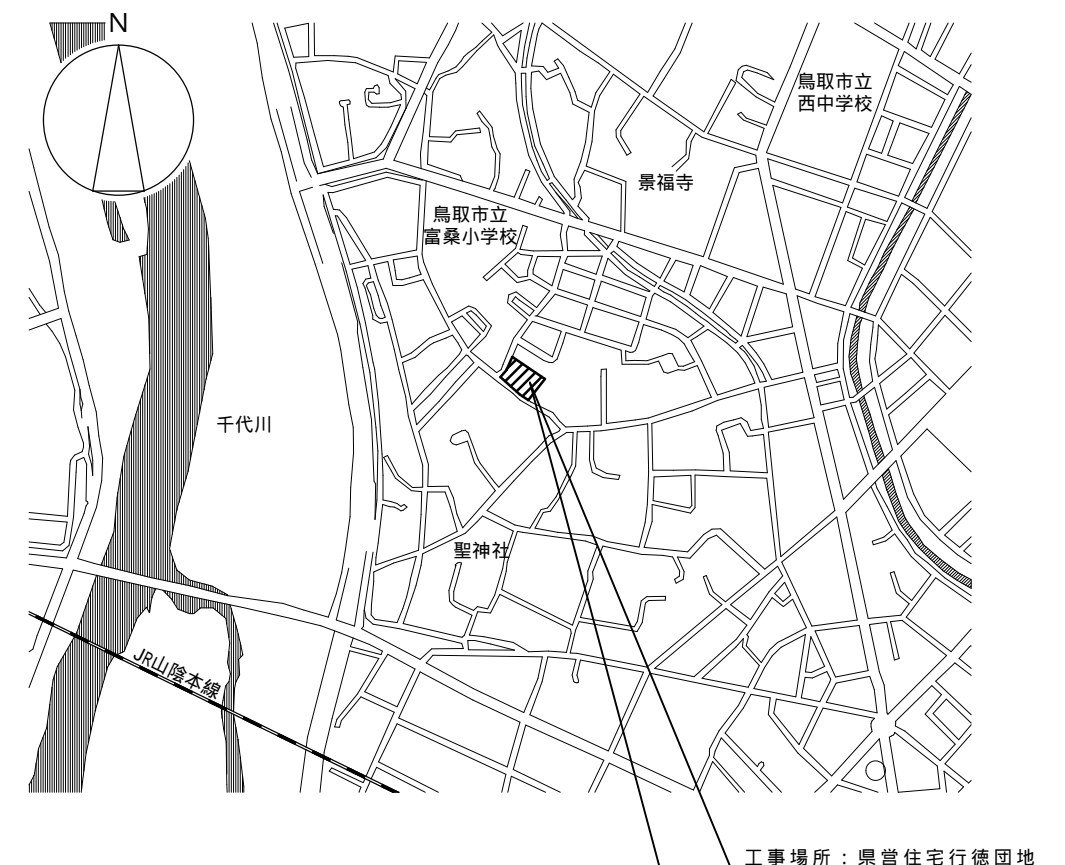 N
鳥取市立
西中学校
景福寺
鳥取市立
富桑小学校
千代川
聖神社
JR山陰本線
工事場所：県営住宅行徳団地